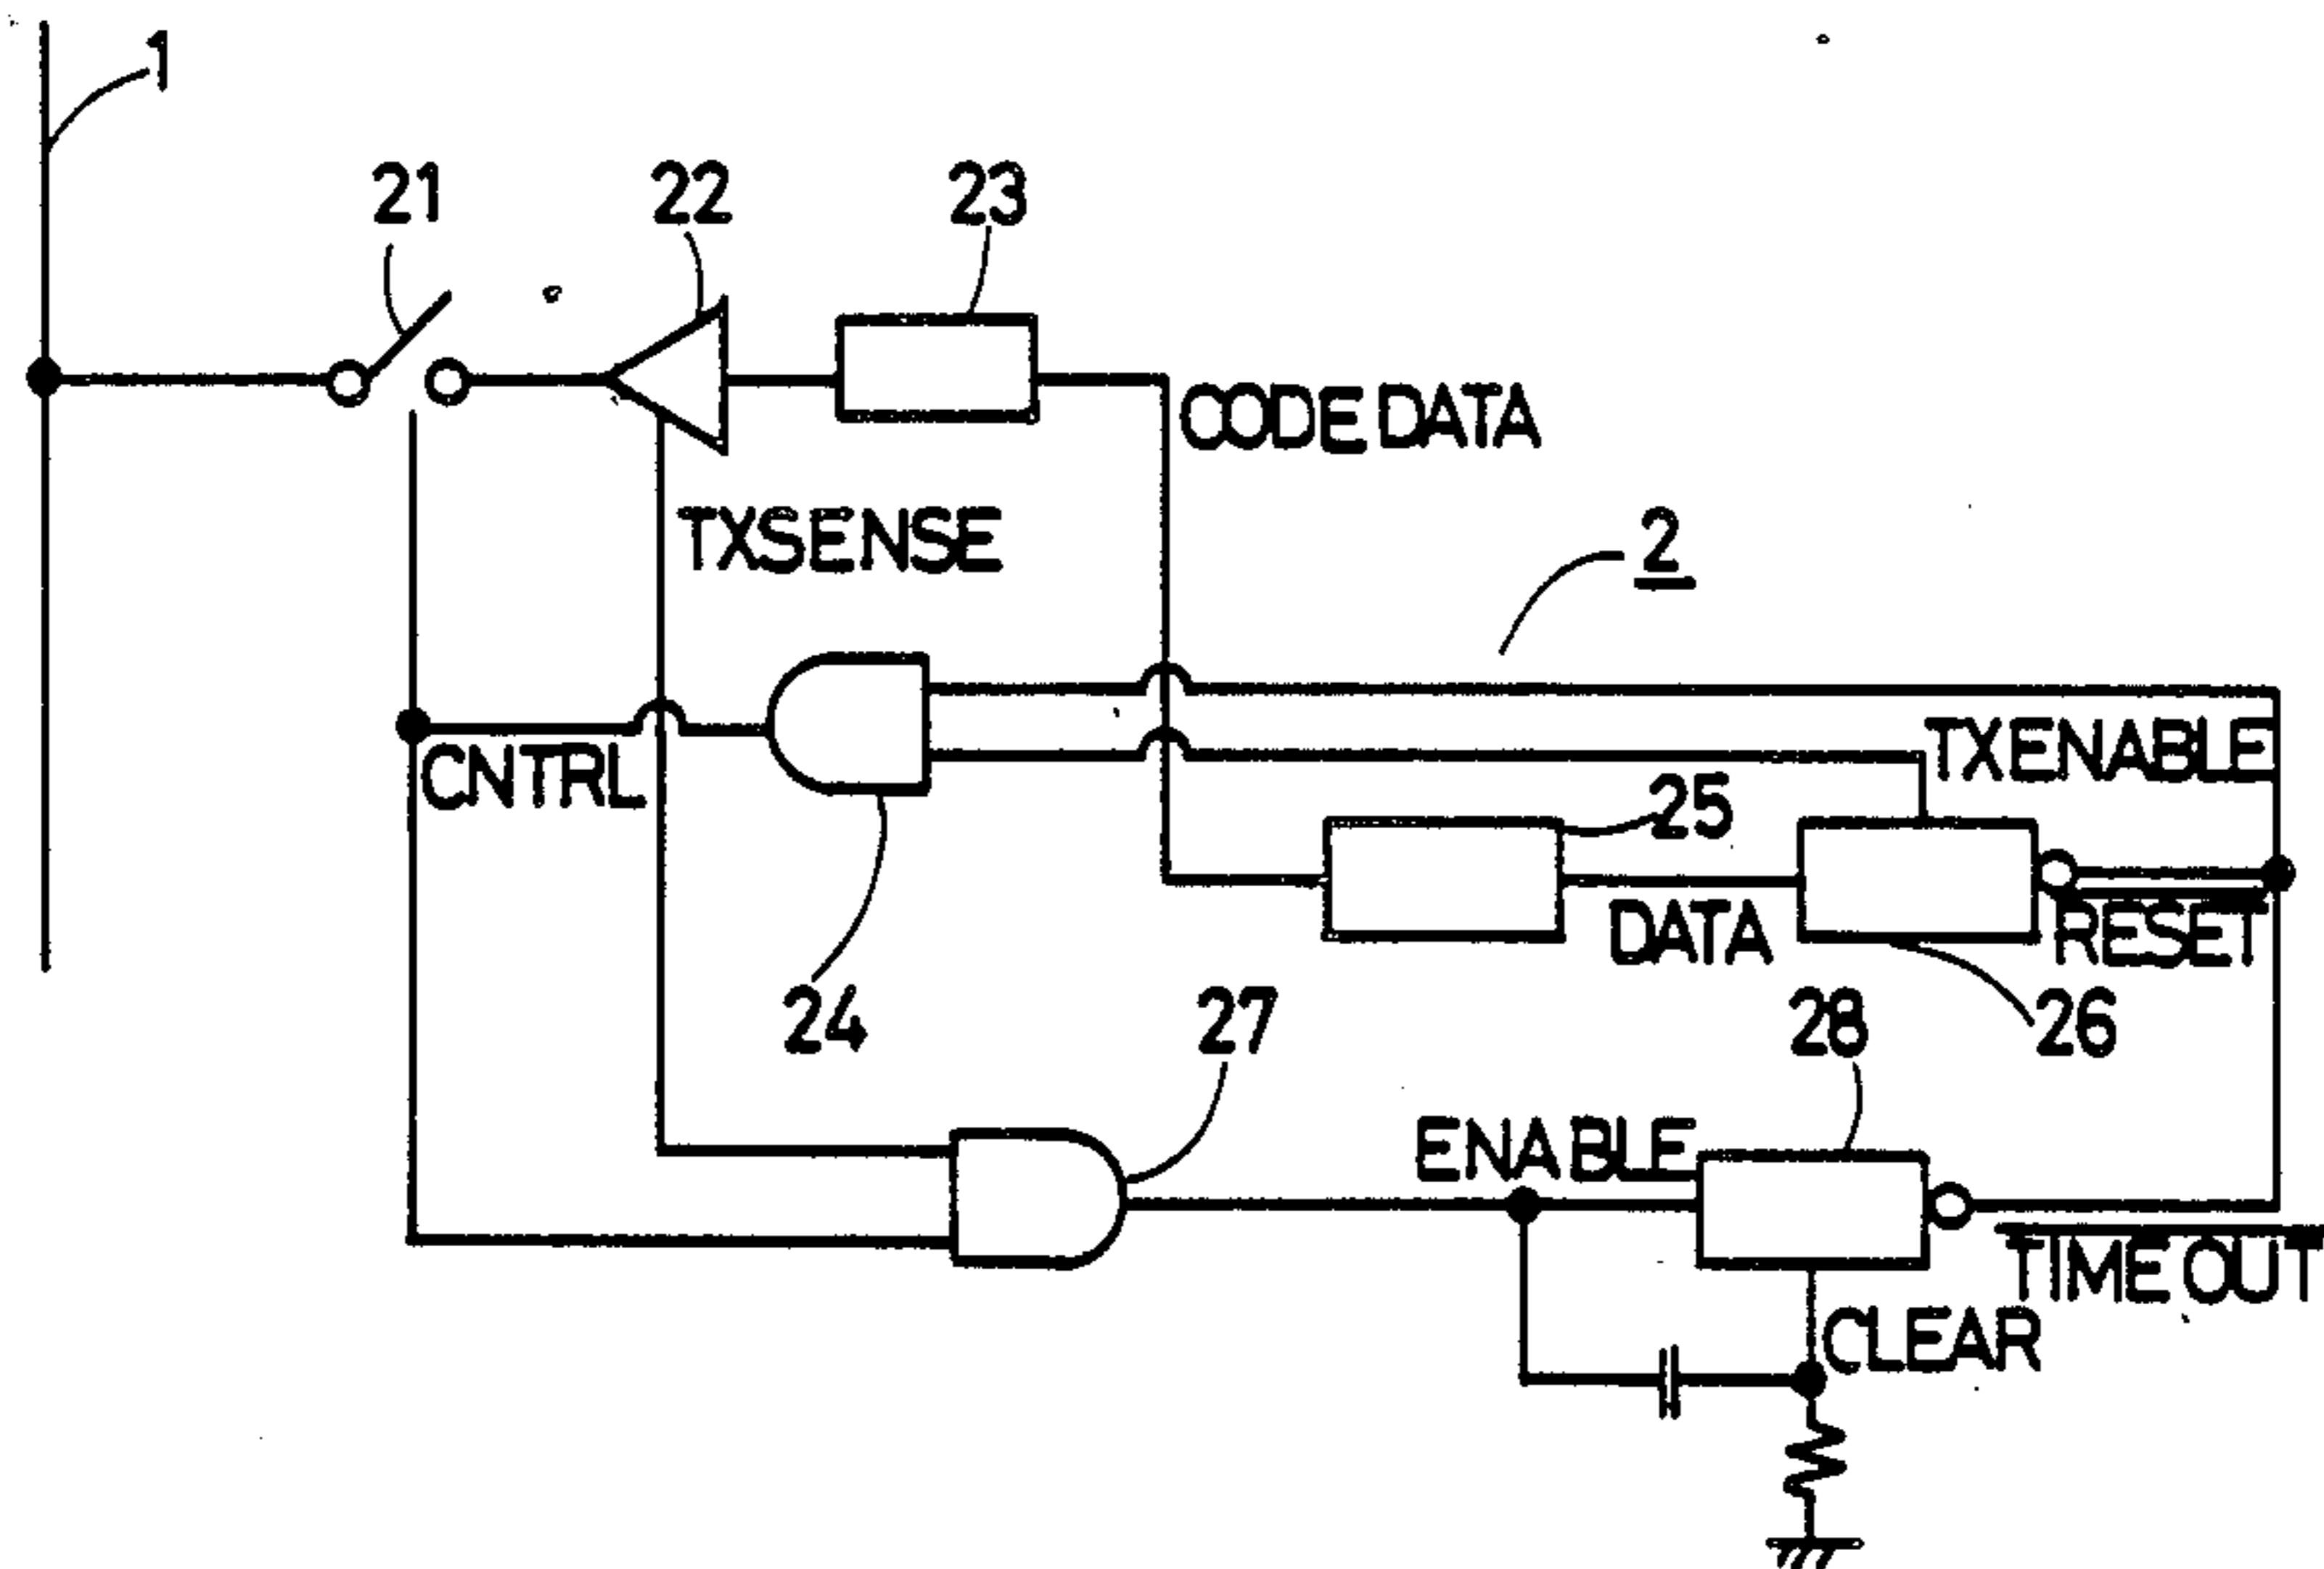 1
21
22
23
CODE DATA
TXSENSE
2
TXENABLE
CNTRL
25
DATA
RESET
24
27
28
26
ENABLE
TIME OUT
CLEAR